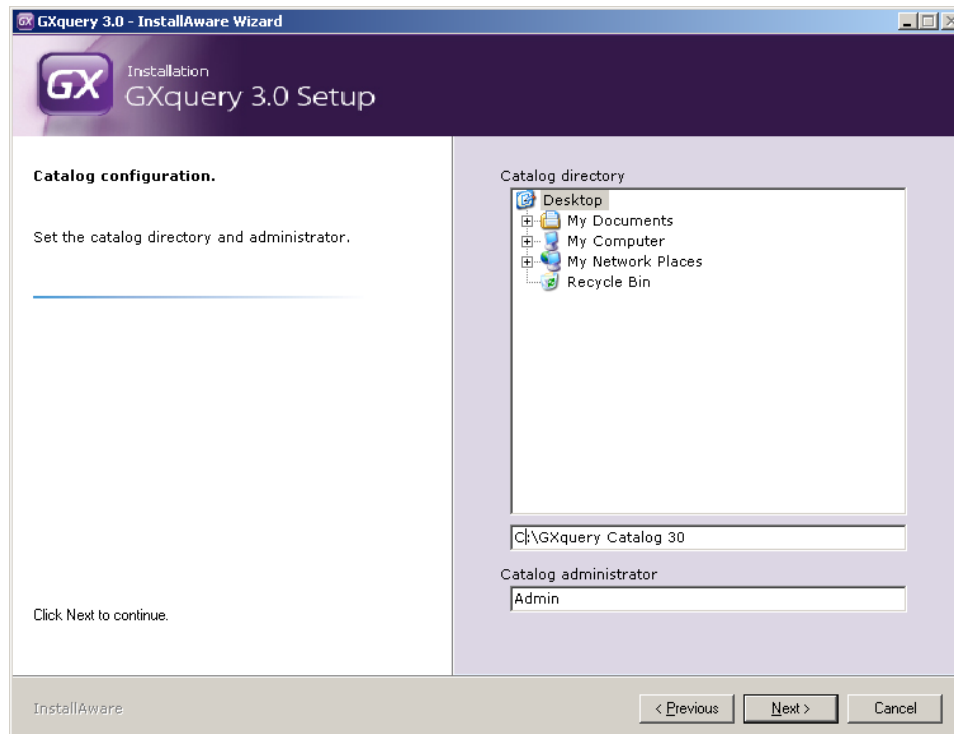 GXquery 3.0 - InstallAware Wizard
GX
Installation
GXquery 3.0 Setup
Catalog configuration.
Set the catalog directory and administrator.
Click Next to continue.
Catalog directory
Desktop
My Documents
My Computer
My Network Places
Recycle Bin
C:\GXquery Catalog 30
Catalog administrator
Admin
InstallAware
< Previous
Next >
Cancel